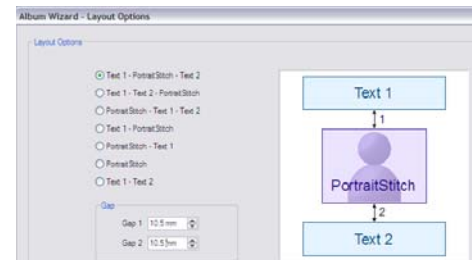 Album Wizard - Layout Options
Layout Options
Text 1 - PortraitStitch - Text 2
Text 1 - Text 2 - PortraitStitch
PortraitStitch - Text 1 - Text 2
Text 1 - PortraitStitch
PortraitStitch - Text 1
PortraitStitch
Text 1 - Text 2
Gap
Gap 1 10.5 mm
Gap 2 10.5 mm
Text 1
1
PortraitStitch
2
Text 2